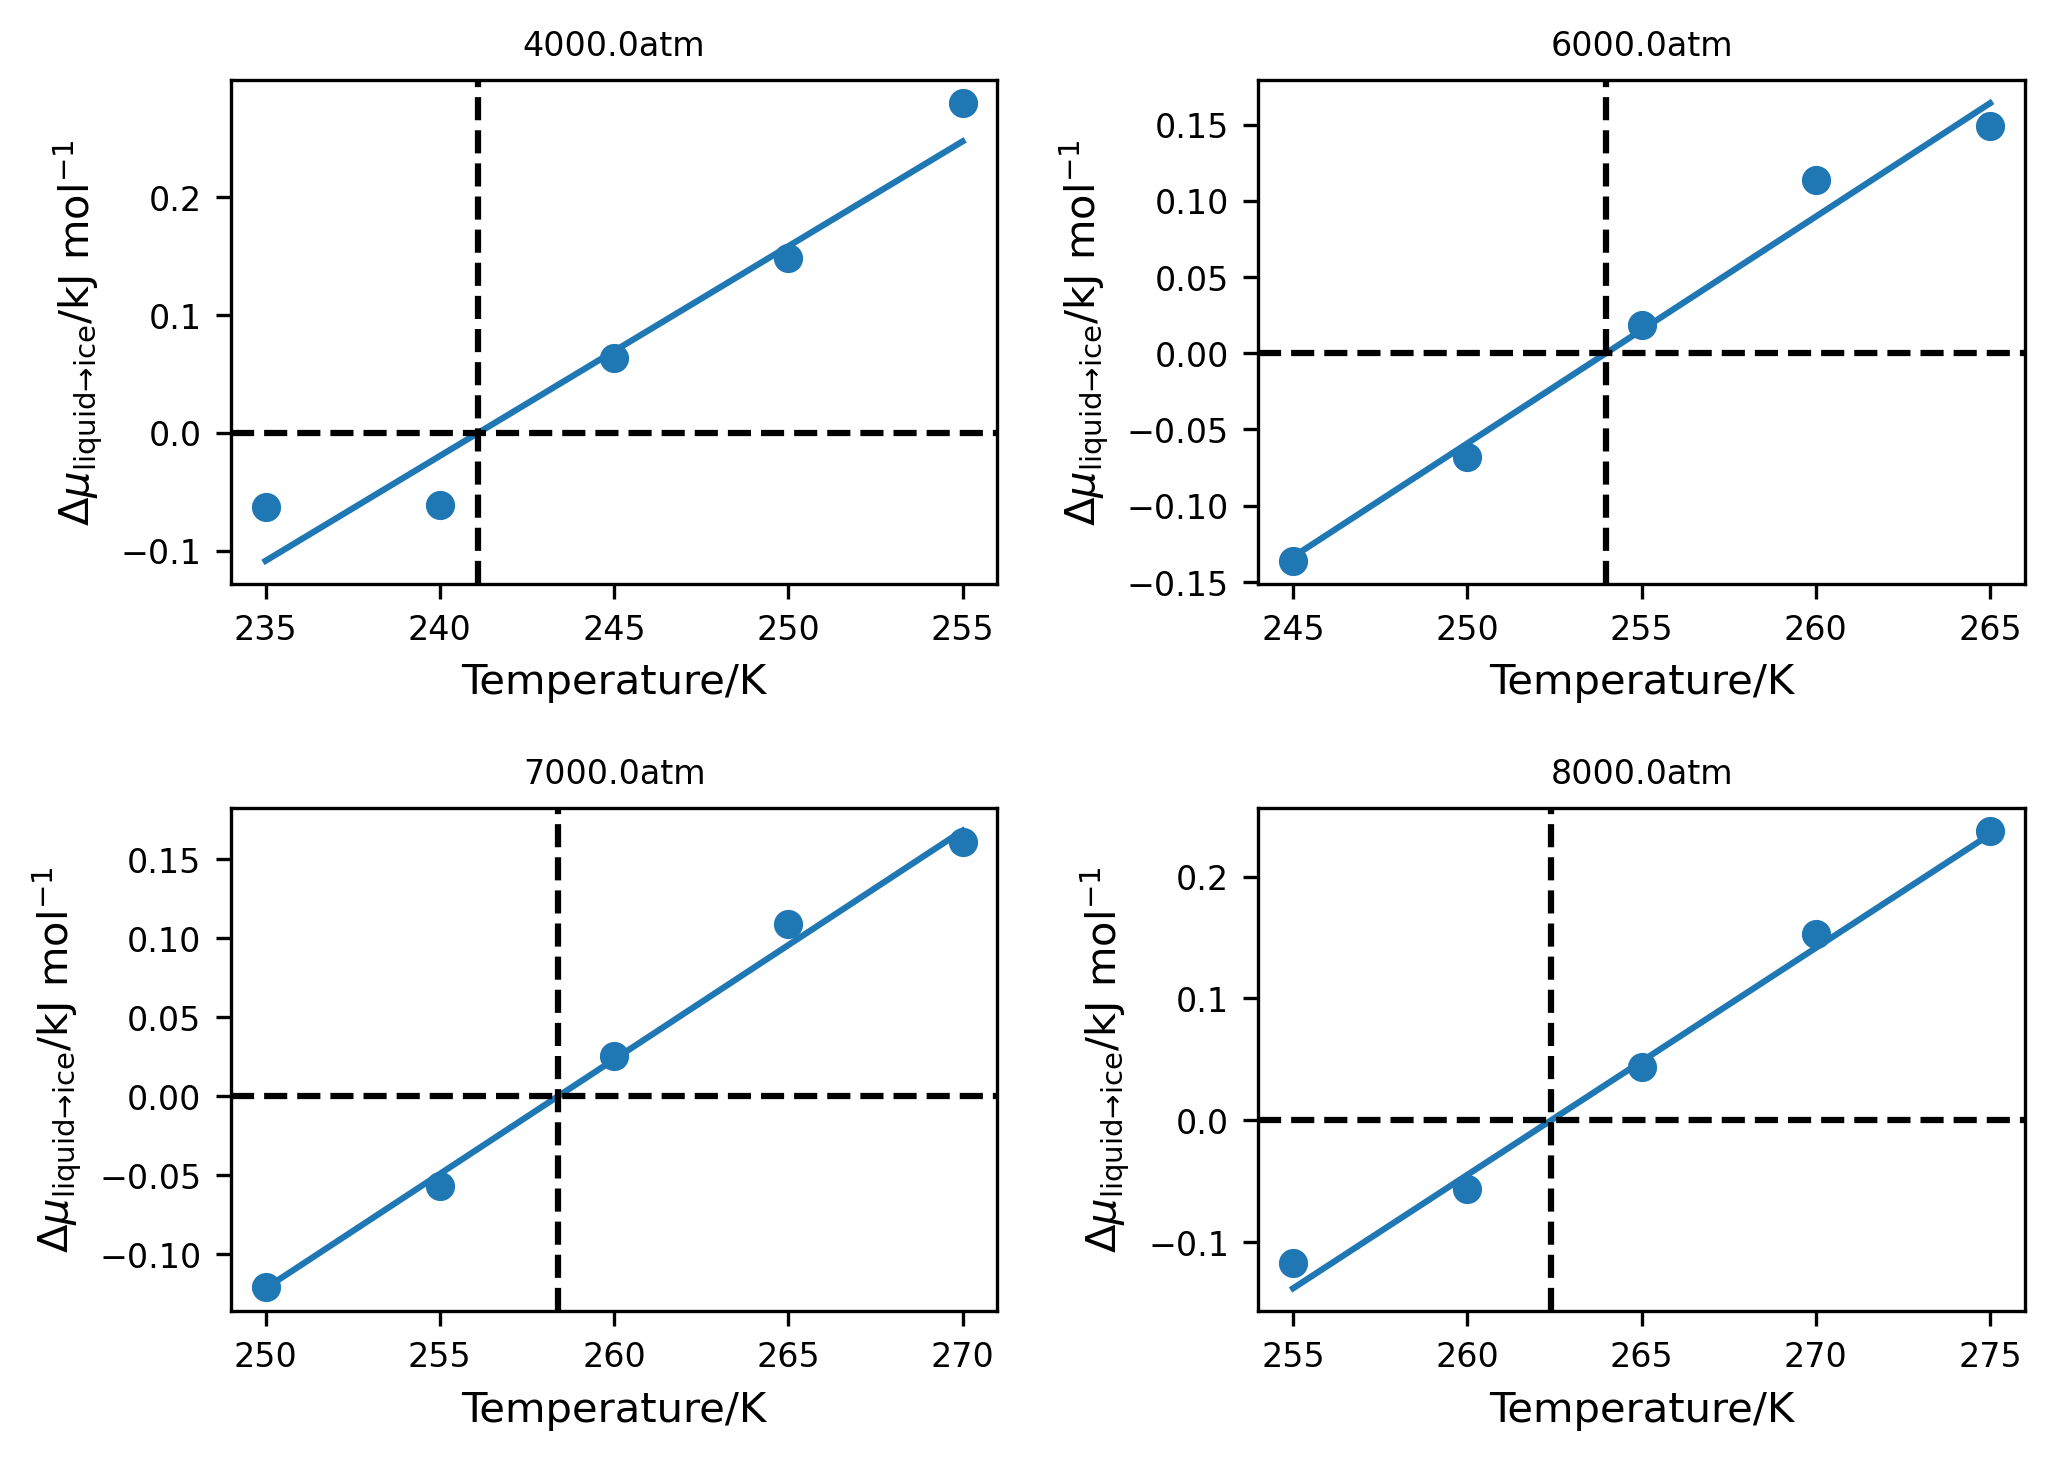 4000.0atm
Δμliquid→ice/kJ mol⁻¹
0.2
0.1
0.0
−0.1
235 240 245 250 255
Temperature/K
6000.0atm
Δμliquid→ice/kJ mol⁻¹
0.15
0.10
0.05
0.00
−0.05
−0.10
−0.15
245 250 255 260 265
Temperature/K
7000.0atm
Δμliquid→ice/kJ mol⁻¹
0.15
0.10
0.05
0.00
−0.05
−0.10
250 255 260 265 270
Temperature/K
8000.0atm
Δμliquid→ice/kJ mol⁻¹
0.2
0.1
0.0
−0.1
255 260 265 270 275
Temperature/K